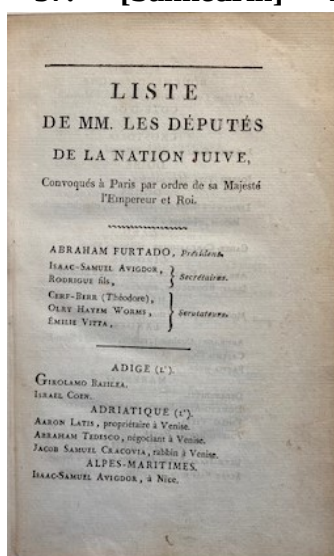 LISTE
DE MM. LES DÉPUTÉS
DE LA NATION JUIVE,
Convoqués à Paris par ordre de sa Majesté
l'Empereur et Roi.
ABRAHAM FURTADO, Président.
ISAAC-SAMUEL AVIGDOR,
RODRIGUE fils,
Secrétaires.
CERF-BERR (Théodore),
OLRY HAYEM WORMS,
ÉMILIE VITTA,
Scrutateurs.
ADIGE (L').
GIROLAMO BASILEA.
ISRAEL COEN.
ADRIATIQUE (L').
AARON LATIS, propriétaire à Venise.
ABRAHAM TEDESCO, négociant à Venise.
JACOB SAMUEL CRACOVIA, rabbin à Venise.
ALPES-MARITIMES.
ISAAC-SAMUEL AVIGDOR, à Nice.